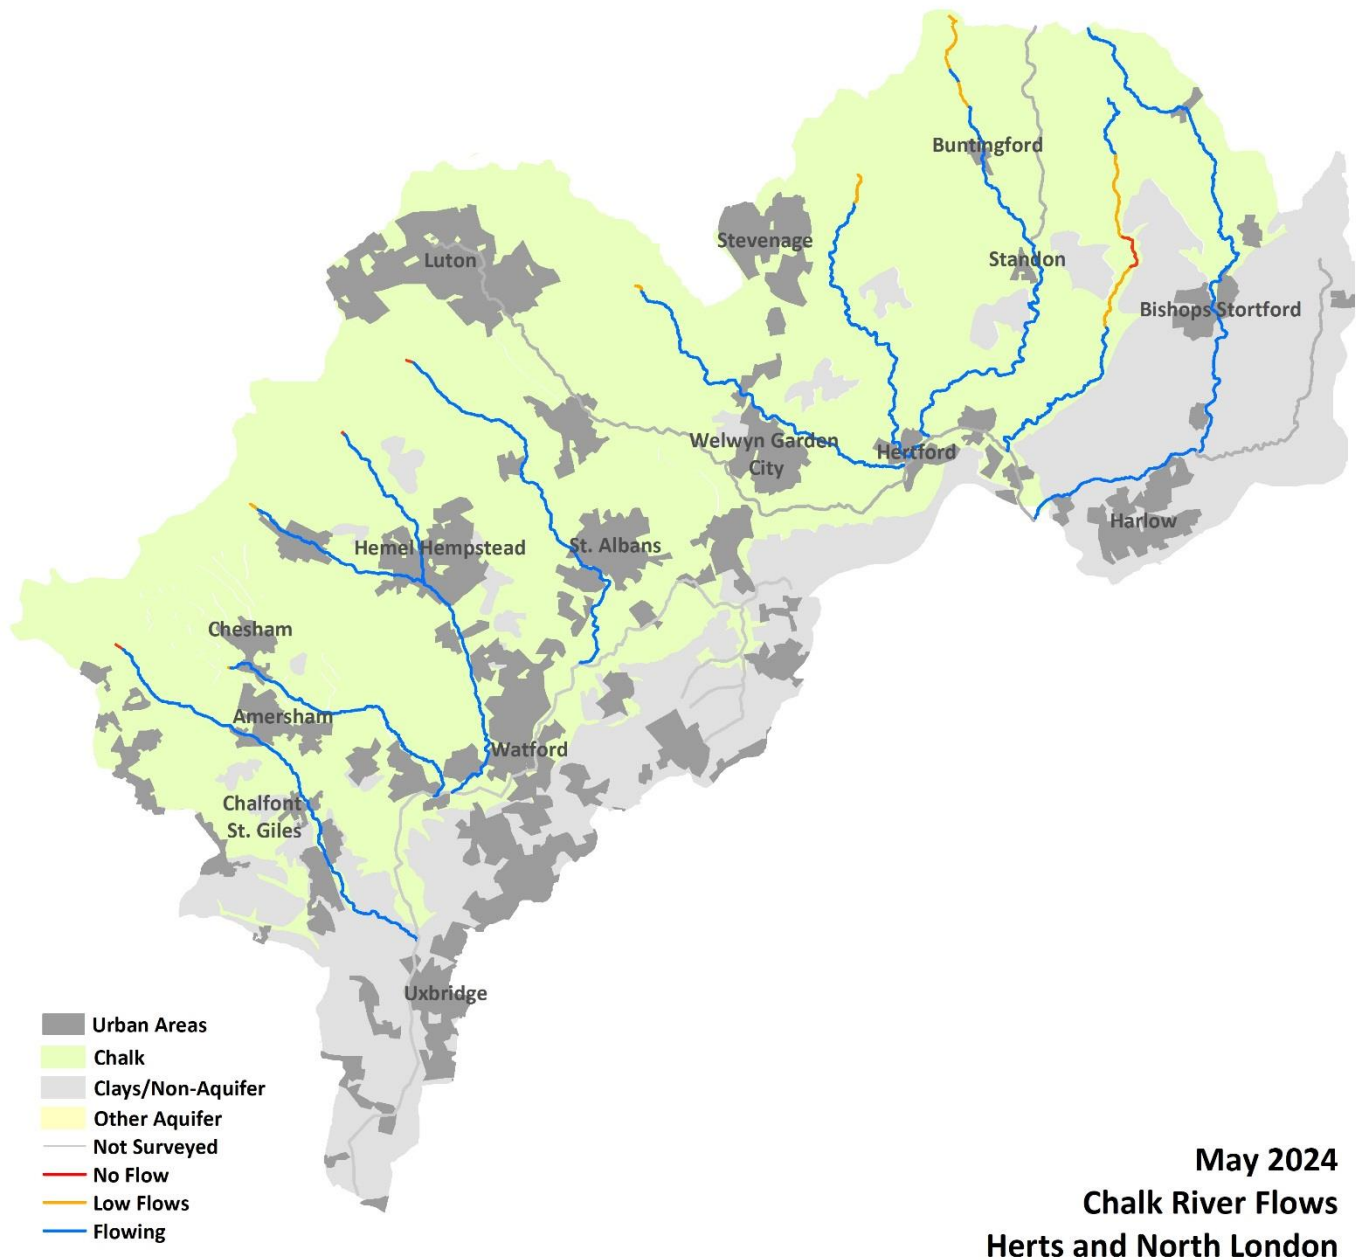 Buntingford
Stevenage
Luton
Standon
Bishops Stortford
Welwyn Garden
City
Hertford
Harlow
Hemel Hempstead
St. Albans
Chesham
Amersham
Watford
Chalfont
St. Giles
Uxbridge
Urban Areas
Chalk
Clays/Non-Aquifer
Other Aquifer
Not Surveyed
No Flow
Low Flows
Flowing
May 2024
Chalk River Flows
Herts and North London